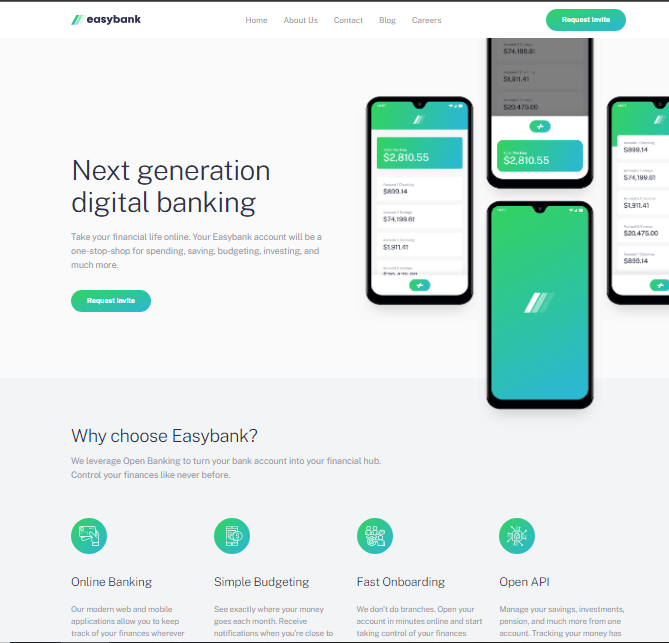 easybank
Home About Us Contact Blog Careers
Request Invite
Next generation
digital banking
Take your financial life online. Your Easybank account will be a
one-stop-shop for spending, saving, budgeting, investing, and
much more.
Request Invite
$2,810.55
$899.14
$74,199.61
$1,911.41
$74,199.61
$1,911.41
$20,475.00
$2,810.55
$899.14
$74,199.61
$1,911.41
$20,475.00
$899.14
Why choose Easybank?
We leverage Open Banking to turn your bank account into your financial hub.
Control your finances like never before.
Online Banking
Our modern web and mobile
applications allow you to keep
track of your finances wherever
Simple Budgeting
See exactly where your money
goes each month. Receive
notifications when you're close to
Fast Onboarding
We don't do branches. Open your
account in minutes online and start
taking control of your finances
Open API
Manage your savings, investments,
pension, and much more from one
account. Tracking your money has